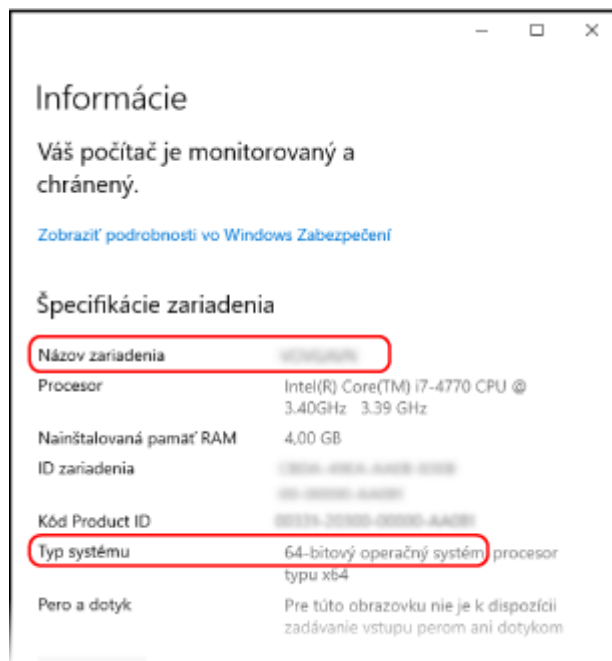 Informácie
Váš počítač je monitorovaný a
chránený.
Zobraziť podrobnosti vo Windows Zabezpečení
Špecifikácie zariadenia
Názov zariadenia
Procesor Intel(R) Core(TM) i7-4770 CPU @
3.40GHz 3.39 GHz
Nainštalovaná pamäť RAM 4,00 GB
ID zariadenia
Kód Product ID
Typ systému 64-bitový operačný systém, procesor
typu x64
Pero a dotyk Pre túto obrazovku nie je k dispozícii
zadávanie vstupu perom ani dotykom